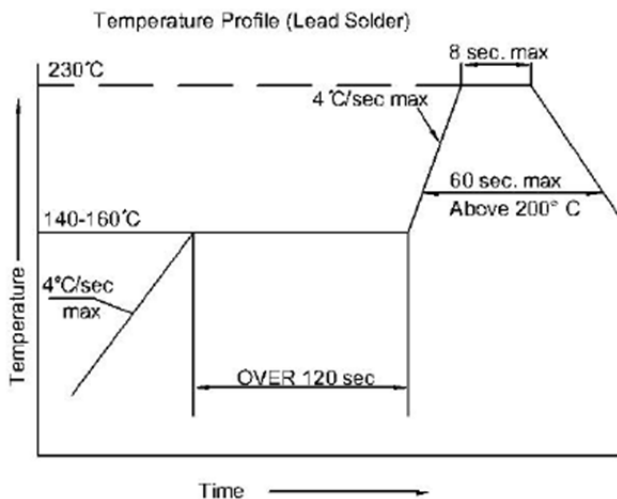 Temperature Profile (Lead Solder)
8 sec. max
230°C
4°C/sec max
60 sec. max
Above 200° C
140-160°C
4°C/sec
max
OVER 120 sec
Temperature
Time